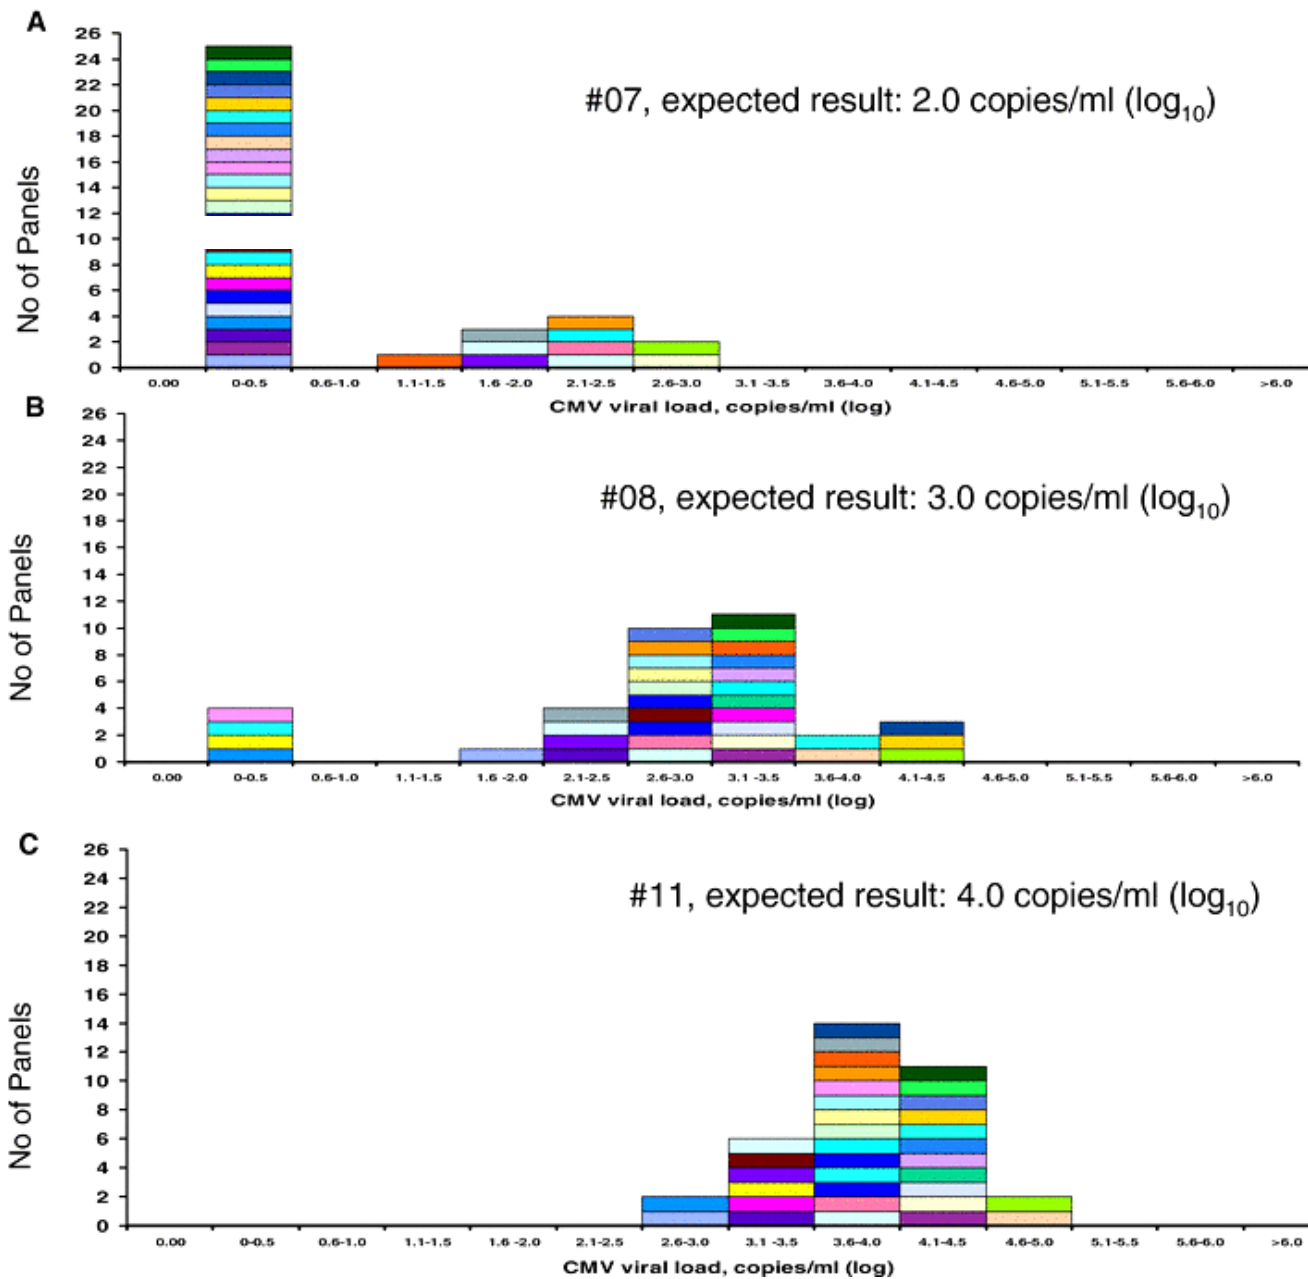 A
26
24
22
20
18
16
14
12
10
8
6
4
2
0
No of Panels
#07, expected result: 2.0 copies/ml (log10)
0.00 0-0.5 0.6-1.0 1.1-1.5 1.6 -2.0 2.1-2.5 2.6-3.0 3.1 -3.5 3.6-4.0 4.1-4.5 4.6-5.0 5.1-5.5 5.6-6.0 >6.0
CMV viral load, copies/ml (log)
B
26
24
22
20
18
16
14
12
10
8
6
4
2
0
No of Panels
#08, expected result: 3.0 copies/ml (log10)
0.00 0-0.5 0.6-1.0 1.1-1.5 1.6 -2.0 2.1-2.5 2.6-3.0 3.1 -3.5 3.6-4.0 4.1-4.5 4.6-5.0 5.1-5.5 5.6-6.0 >6.0
CMV viral load, copies/ml (log)
C
26
24
22
20
18
16
14
12
10
8
6
4
2
0
No of Panels
#11, expected result: 4.0 copies/ml (log10)
0.00 0-0.5 0.6-1.0 1.1-1.5 1.6 -2.0 2.1-2.5 2.6-3.0 3.1 -3.5 3.6-4.0 4.1-4.5 4.6-5.0 5.1-5.5 5.6-6.0 >6.0
CMV viral load, copies/ml (log)